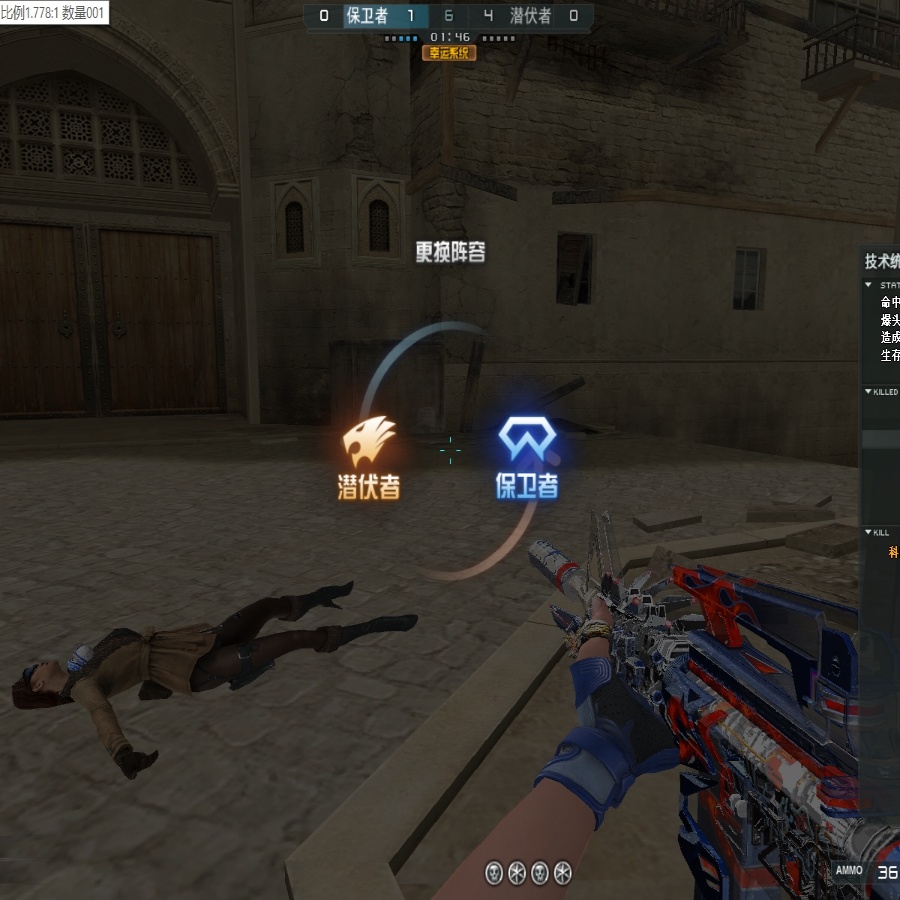 比例1.778:1 数量001
0 保卫者 1 6 4 潜伏者 0
01:46
幸运系统
更换阵容
潜伏者 保卫者
技术统
STAT
命中
爆头
造成
生存
KILLED
KILL
科
AMMO 36